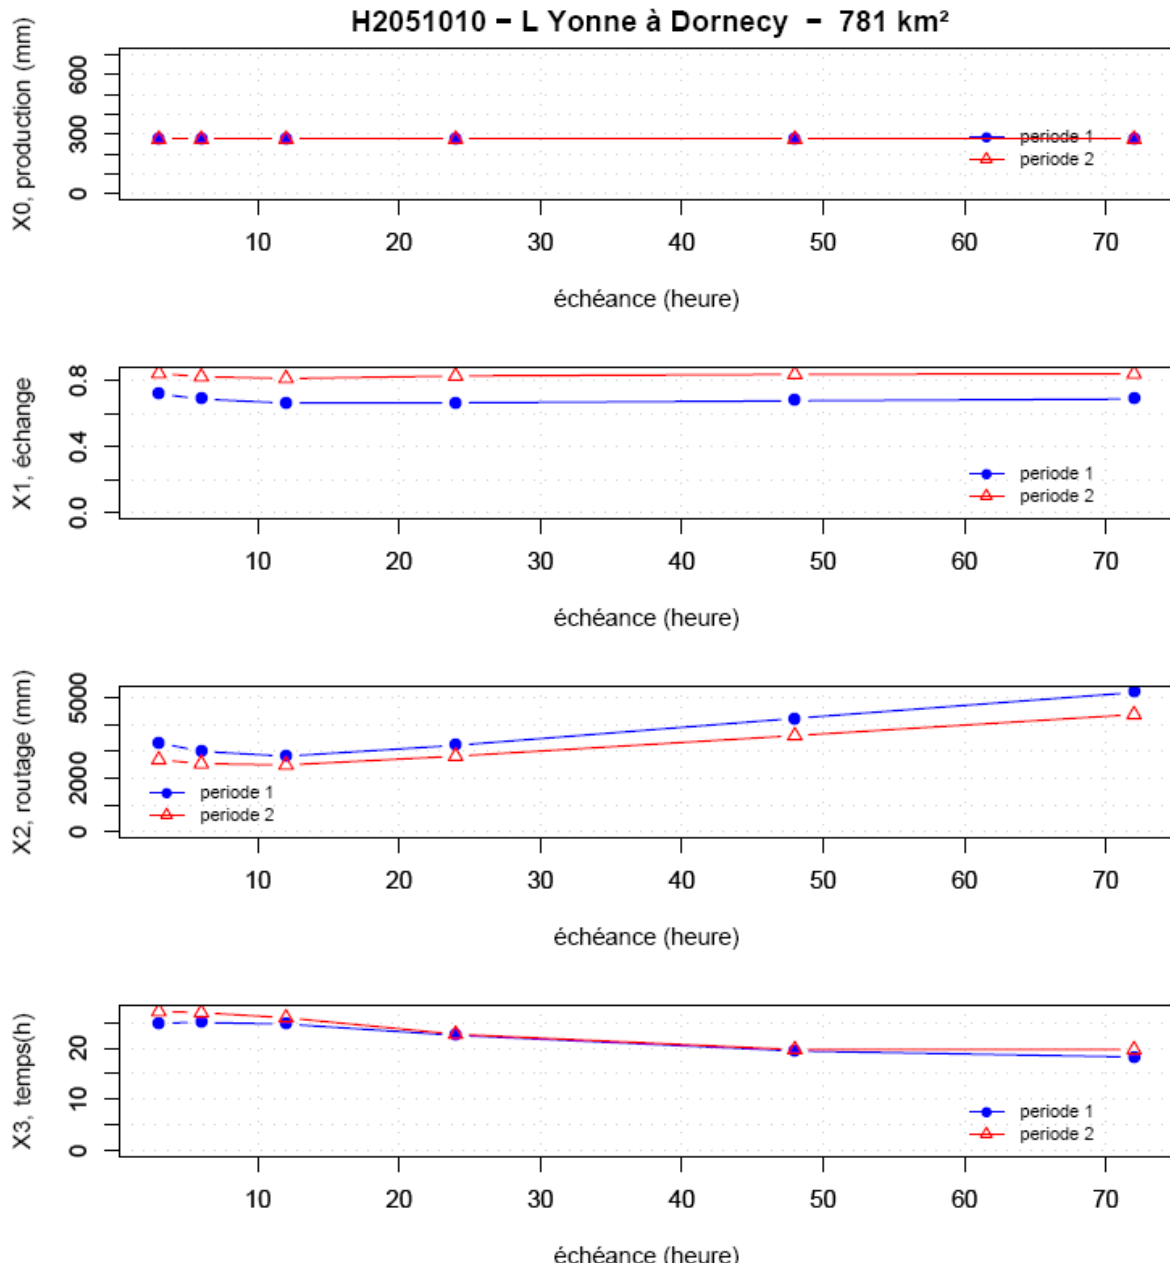 H2051010 − L Yonne à Dornecy − 781 km²
X0, production (mm)
600
300
0
periode 1
periode 2
10 20 30 40 50 60 70
échéance (heure)
X1, échange
0.8
0.4
0.0
periode 1
periode 2
10 20 30 40 50 60 70
échéance (heure)
X2, routage (mm)
5000
2000
0
periode 1
periode 2
10 20 30 40 50 60 70
échéance (heure)
X3, temps(h)
20
10
0
periode 1
periode 2
10 20 30 40 50 60 70
échéance (heure)